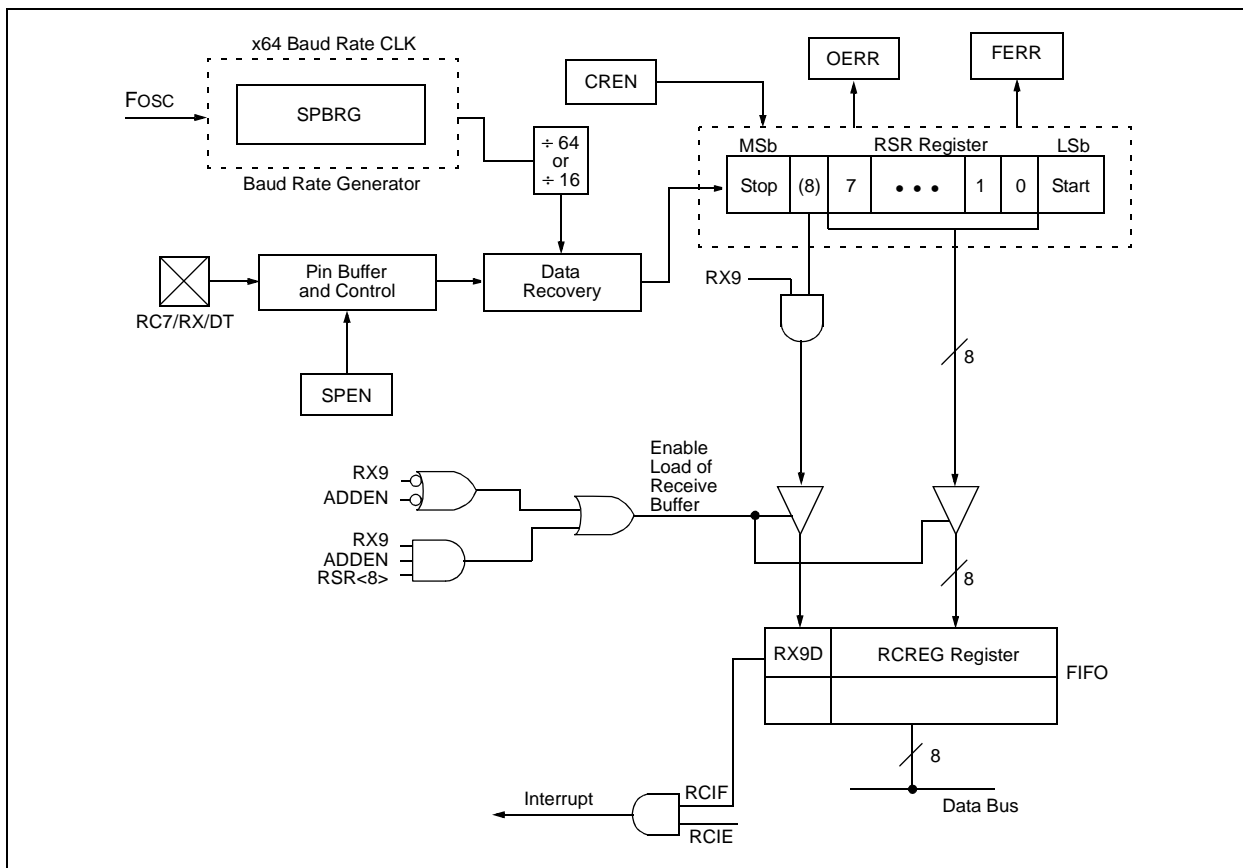 x64 Baud Rate CLK
FOSC
SPBRG
Baud Rate Generator
÷ 64
or
÷ 16
CREN
OERR
FERR
MSb
RSR Register
LSb
Stop
(8)
7
• • •
1
0
Start
RC7/RX/DT
Pin Buffer
and Control
Data
Recovery
SPEN
RX9
8
RX9
ADDEN
RX9
ADDEN
RSR<8>
Enable
Load of
Receive
Buffer
8
RX9D
RCREG Register
FIFO
8
Data Bus
Interrupt
RCIF
RCIE